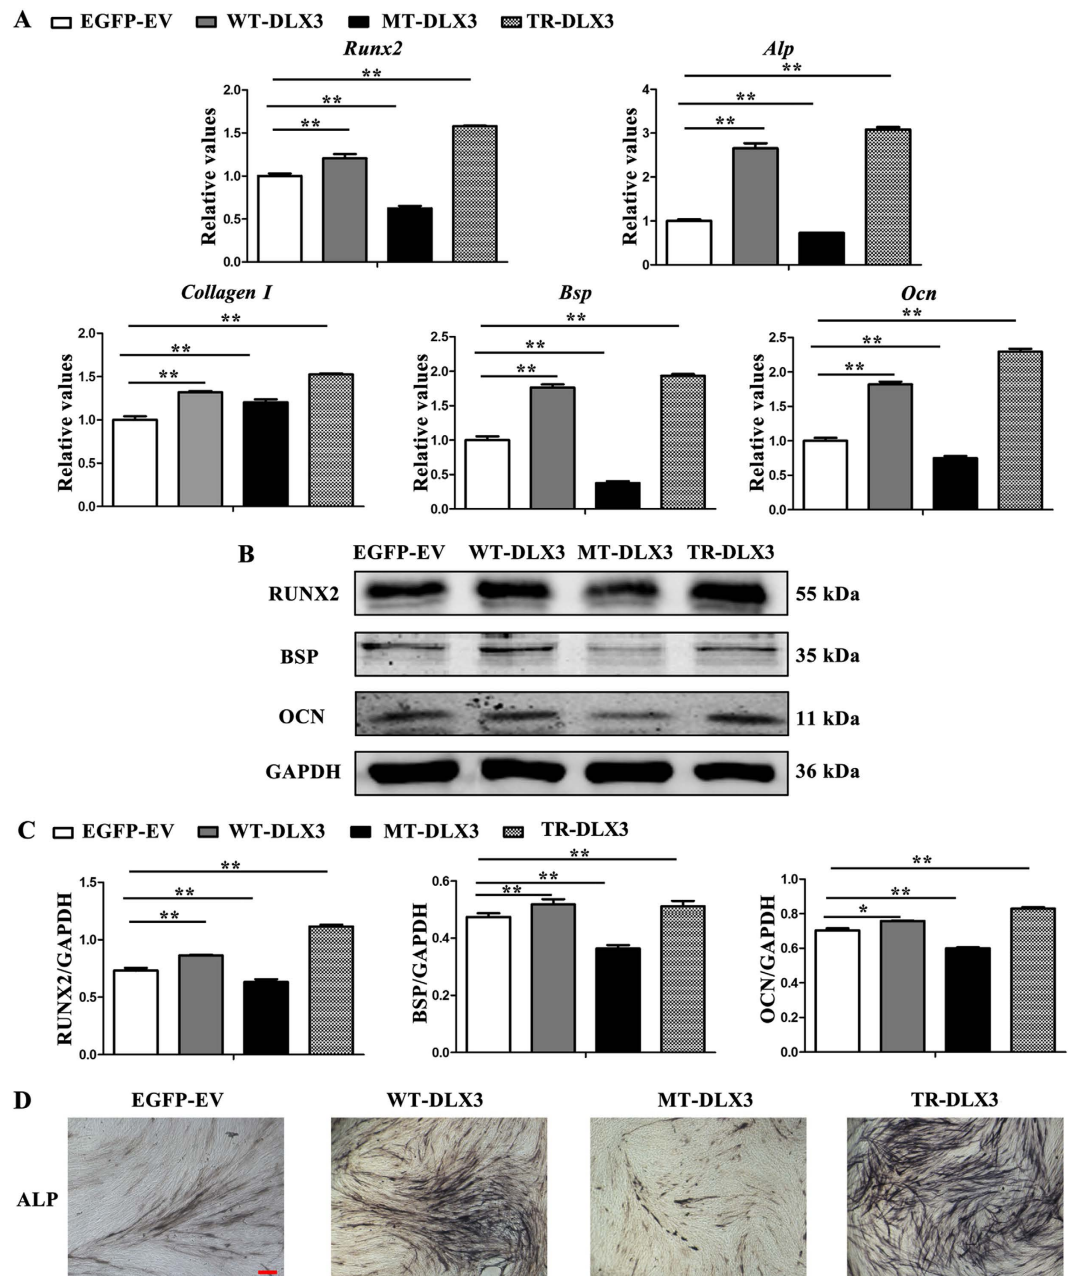 A EGFP-EV WT-DLX3 MT-DLX3 TR-DLX3
Runx2
**
**
**
Relative values
2.0
1.5
1.0
0.5
0.0
Alp
**
**
**
Relative values
4
3
2
1
0
Collagen I
**
**
**
Relative values
2.0
1.5
1.0
0.5
0.0
Bsp
**
**
**
Relative values
2.5
2.0
1.5
1.0
0.5
0.0
Ocn
**
**
**
Relative values
2.5
2.0
1.5
1.0
0.5
0.0
B EGFP-EV WT-DLX3 MT-DLX3 TR-DLX3
RUNX2 55 kDa
BSP 35 kDa
OCN 11 kDa
GAPDH 36 kDa
C EGFP-EV WT-DLX3 MT-DLX3 TR-DLX3
**
**
**
RUNX2/GAPDH
1.5
1.0
0.5
0.0
**
**
**
BSP/GAPDH
0.6
0.4
0.2
0.0
**
**
*
OCN/GAPDH
1.0
0.8
0.6
0.4
0.2
0.0
D EGFP-EV WT-DLX3 MT-DLX3 TR-DLX3
ALP